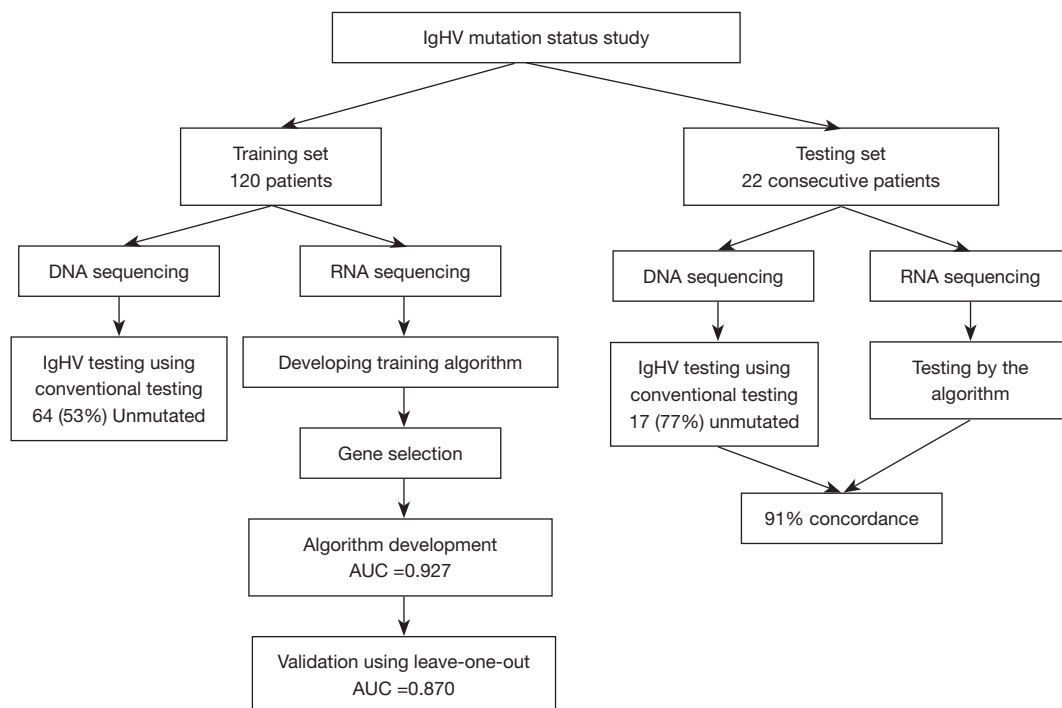 IgHV mutation status study
Training set
120 patients
Testing set
22 consecutive patients
DNA sequencing
RNA sequencing
DNA sequencing
RNA sequencing
IgHV testing using
conventional testing
64 (53%) Unmutated
Developing training algorithm
IgHV testing using
conventional testing
17 (77%) unmutated
Testing by the
algorithm
Gene selection
91% concordance
Algorithm development
AUC =0.927
Validation using leave-one-out
AUC =0.870